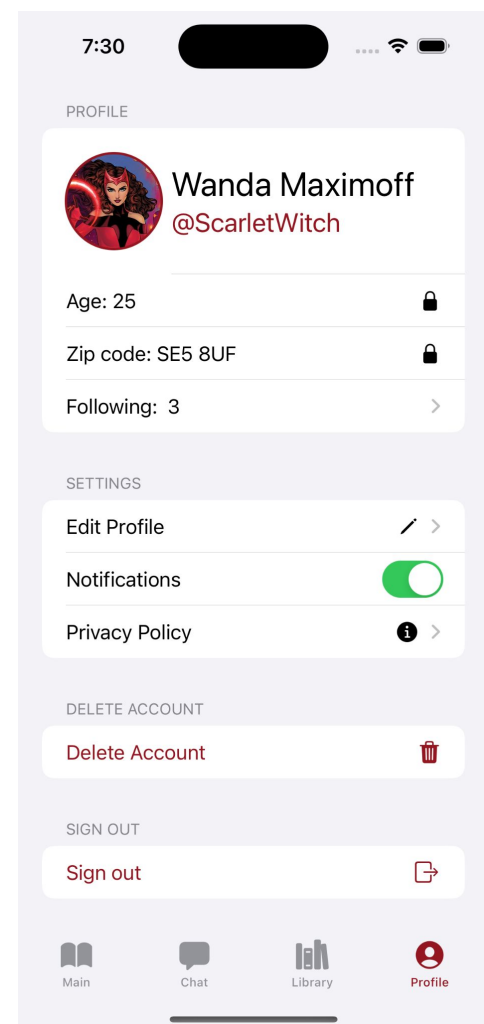 7:30
PROFILE
Wanda Maximoff
@ScarletWitch
Age: 25
Zip code: SE5 8UF
Following: 3
SETTINGS
Edit Profile
Notifications
Privacy Policy
DELETE ACCOUNT
Delete Account
SIGN OUT
Sign out
Main Chat Library Profile